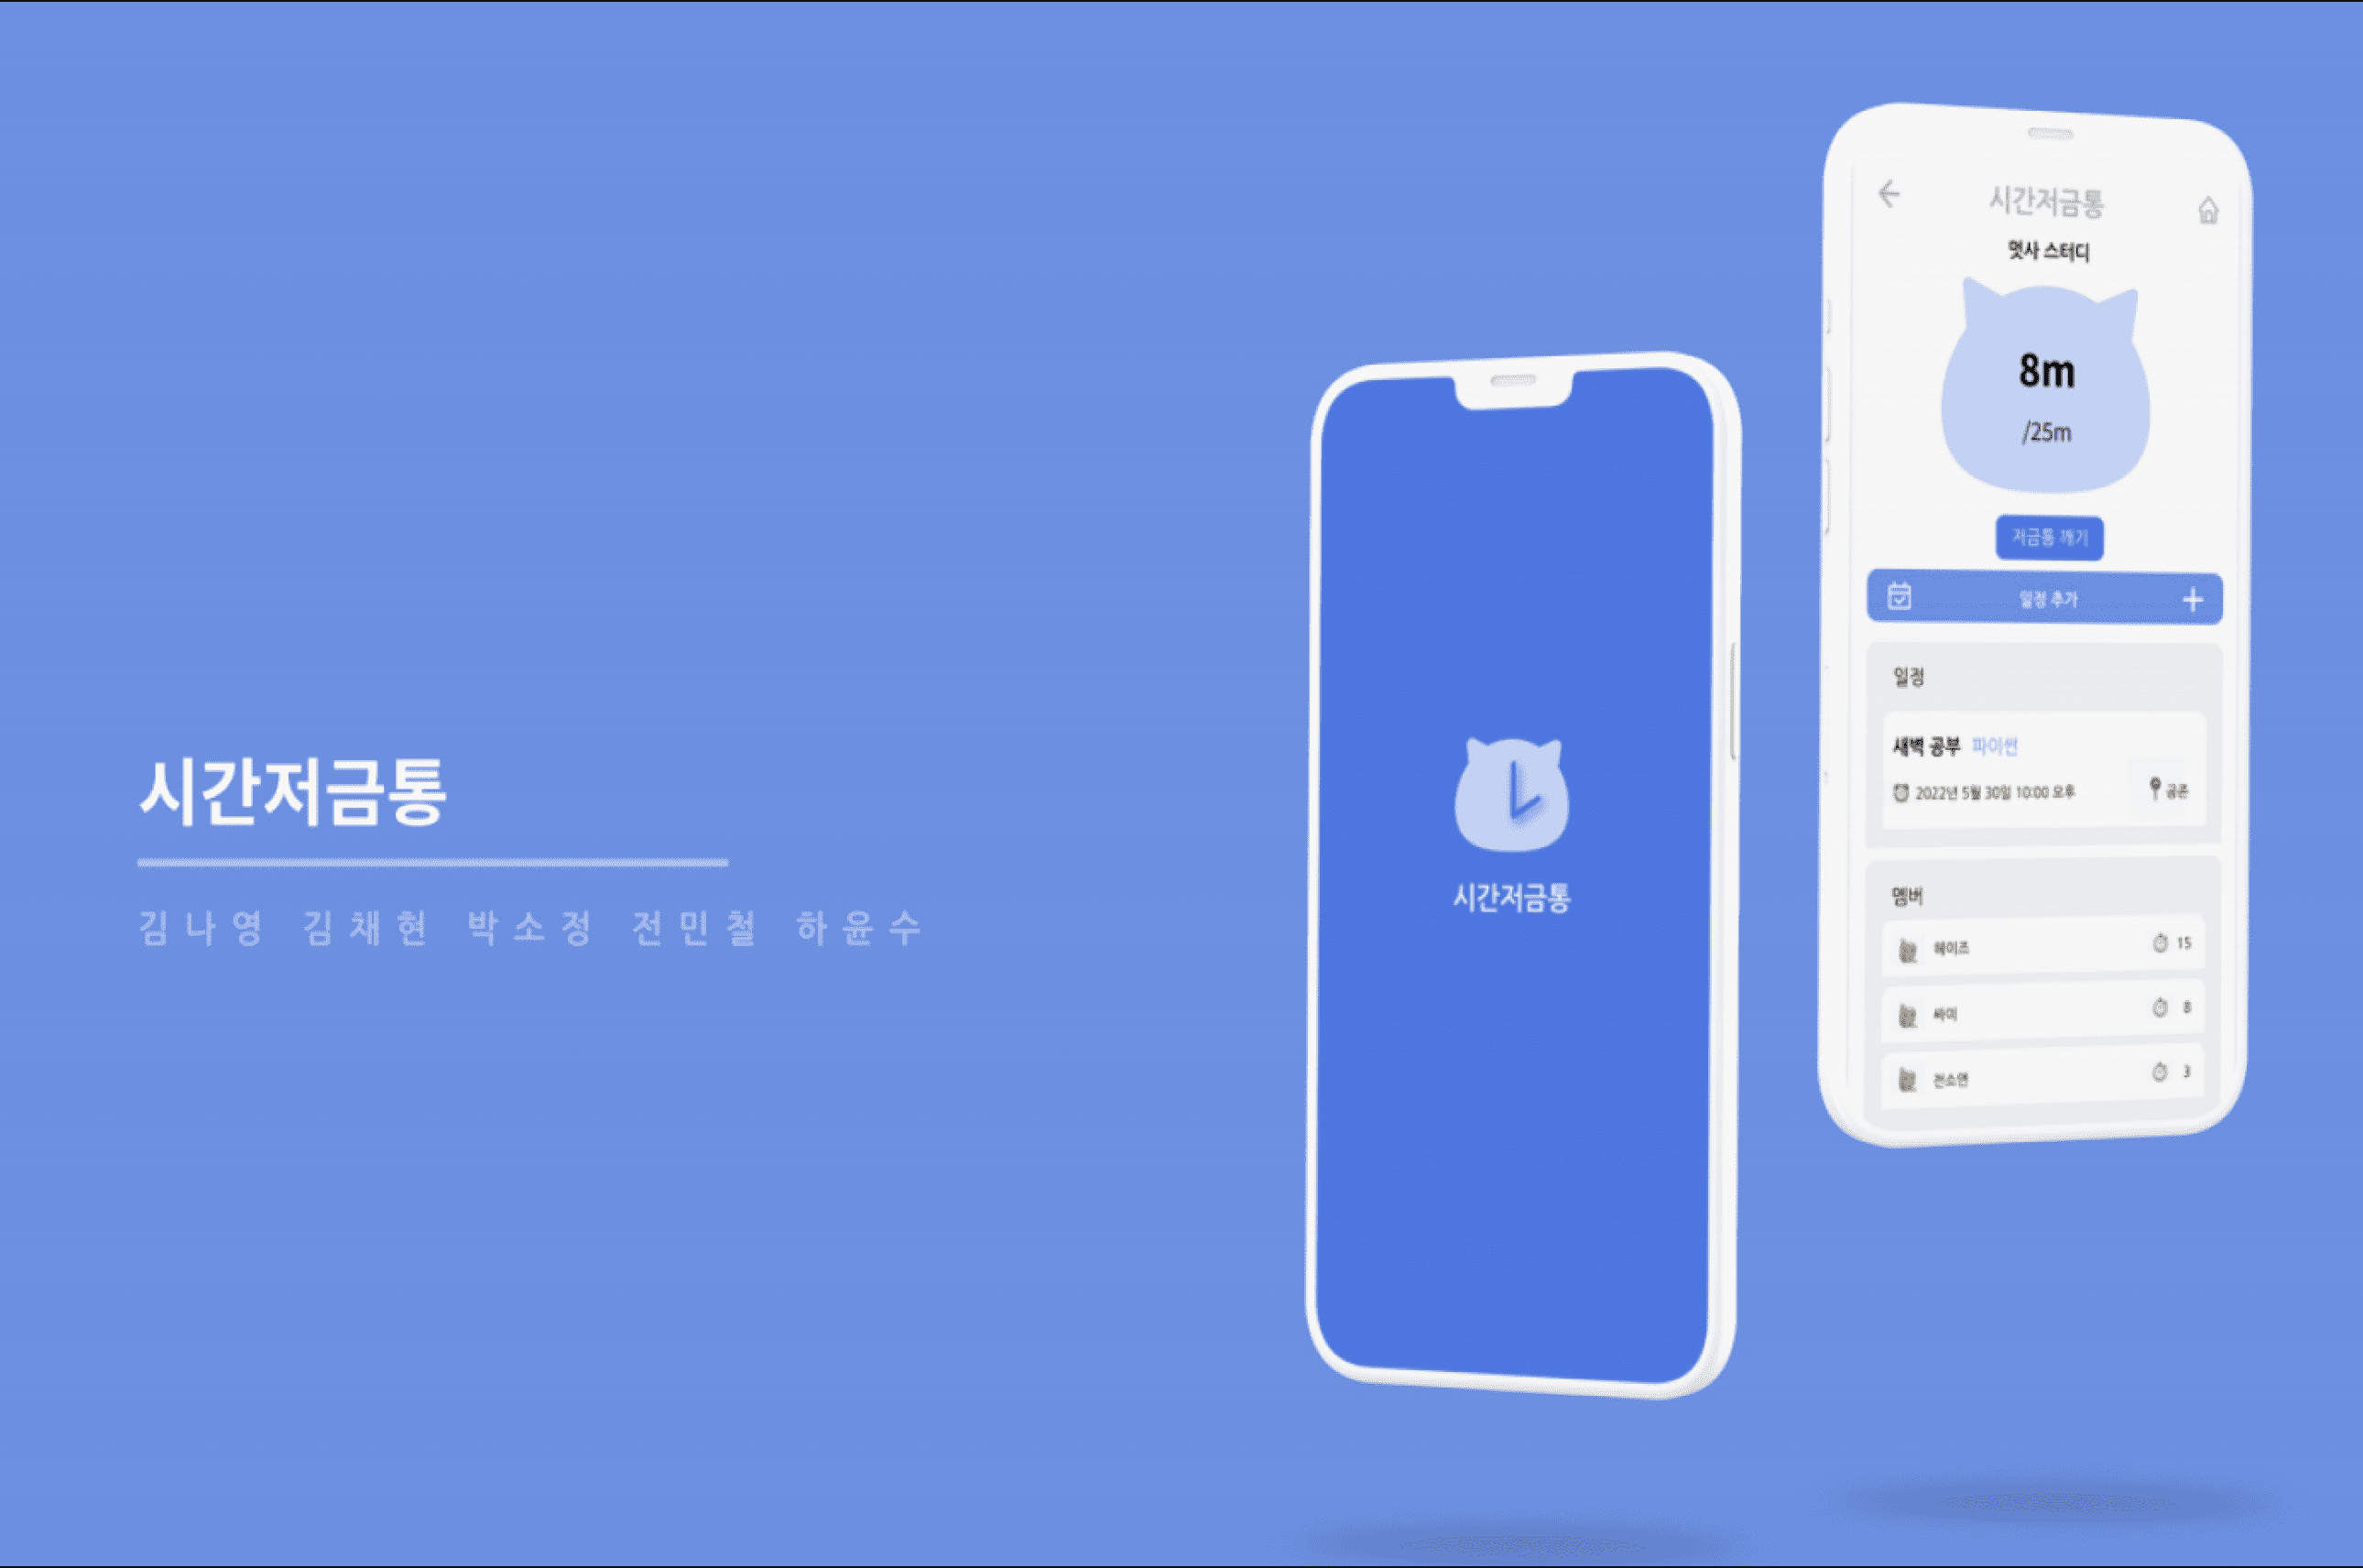 시간저금통
김나영 김채현 박소정 전민철 하윤수
시간저금통
시간저금통
멋사 스터디
8m
/25m
저금통 깨기
일정 추가
일정
새벽 공부 파이썬
2022년 5월 30일 10:00 오후
공존
멤버
헤이즈 15
싸이 8
전소연 3